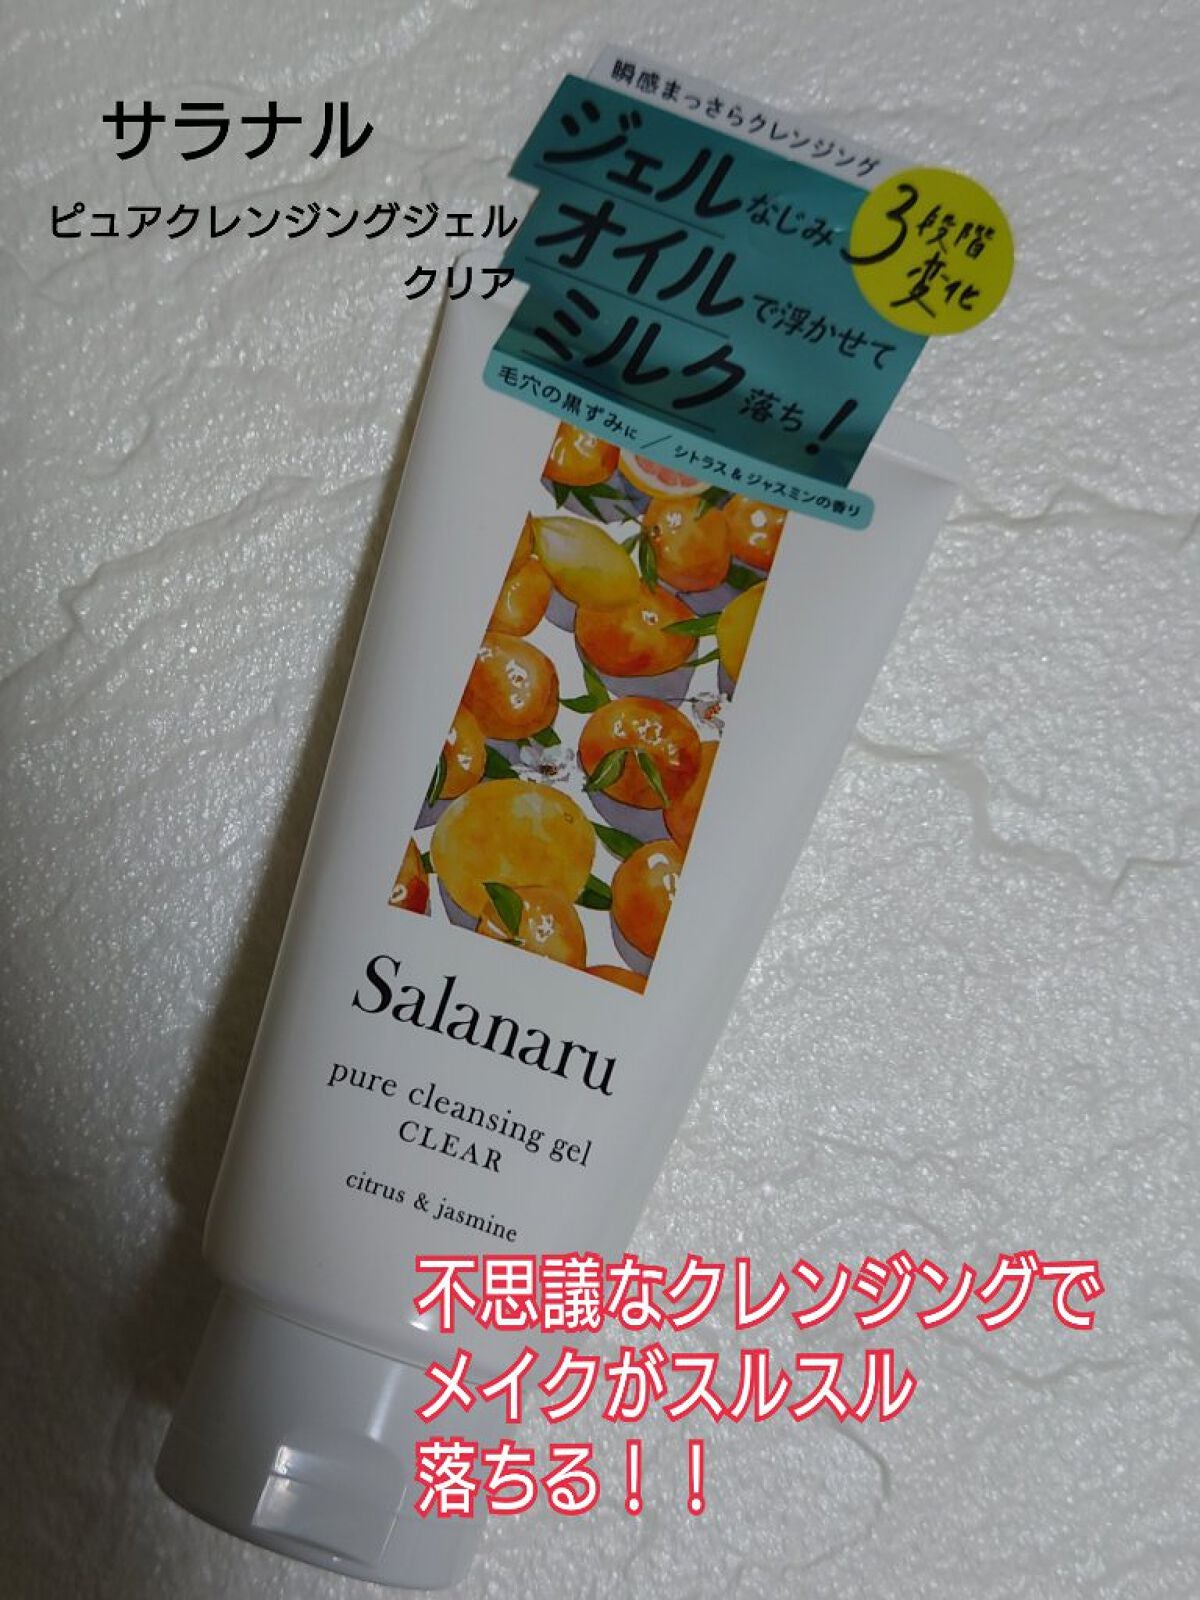 サラナル
ピュアクレンジングジェル
クリア
瞬感まっさらクレンジング
ジェルなじみ
オイルで浮かせて
ミルク落ち!
3段階
変化
毛穴の黒ずみに / シトラス&ジャスミンの香り
Salanaru
pure cleansing gel
CLEAR
citrus & jasmine
不思議なクレンジングで
メイクがスルスル
落ちる!!